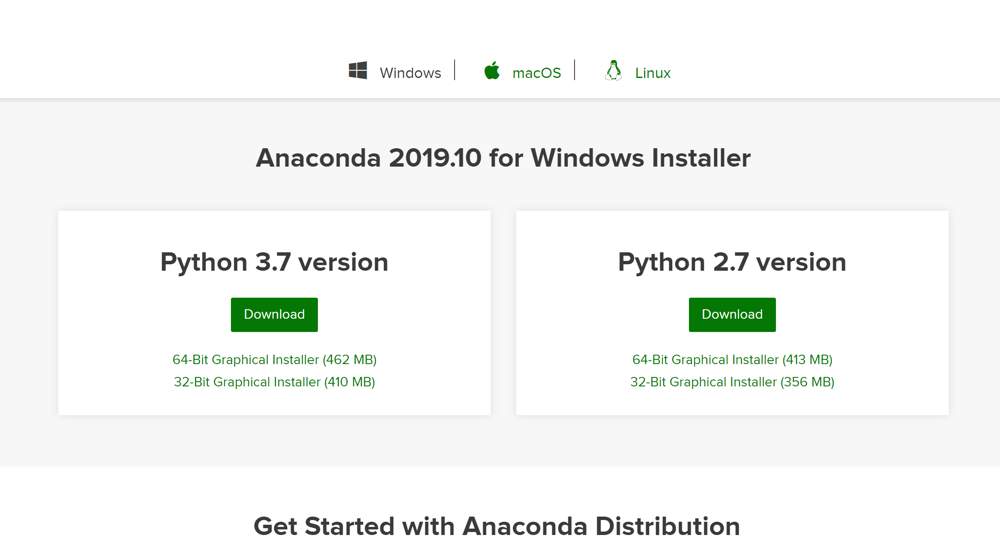 Windows macOS Linux
Anaconda 2019.10 for Windows Installer
Python 3.7 version
Download
64-Bit Graphical Installer (462 MB)
32-Bit Graphical Installer (410 MB)
Python 2.7 version
Download
64-Bit Graphical Installer (413 MB)
32-Bit Graphical Installer (356 MB)
Get Started with Anaconda Distribution